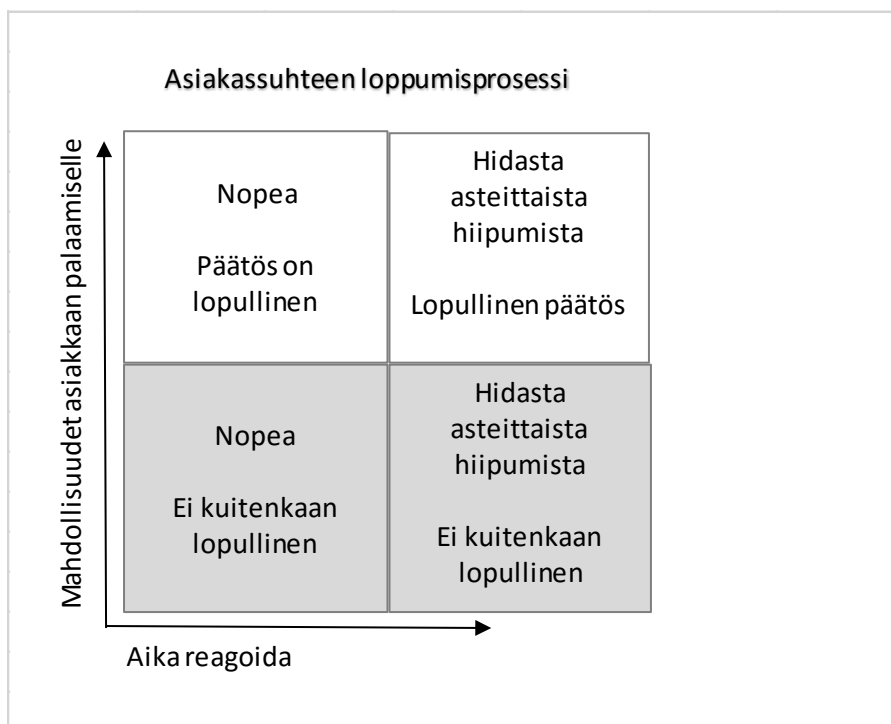 Asiakassuhteen loppumisprosessi
Mahdollisuudet asiakkaan palaamiselle
Nopea
Päätös on
lopullinen
Hidasta
asteittaista
hiipumista
Lopullinen päätös
Nopea
Ei kuitenkaan
lopullinen
Hidasta
asteittaista
hiipumista
Ei kuitenkaan
lopullinen
Aika reagoida